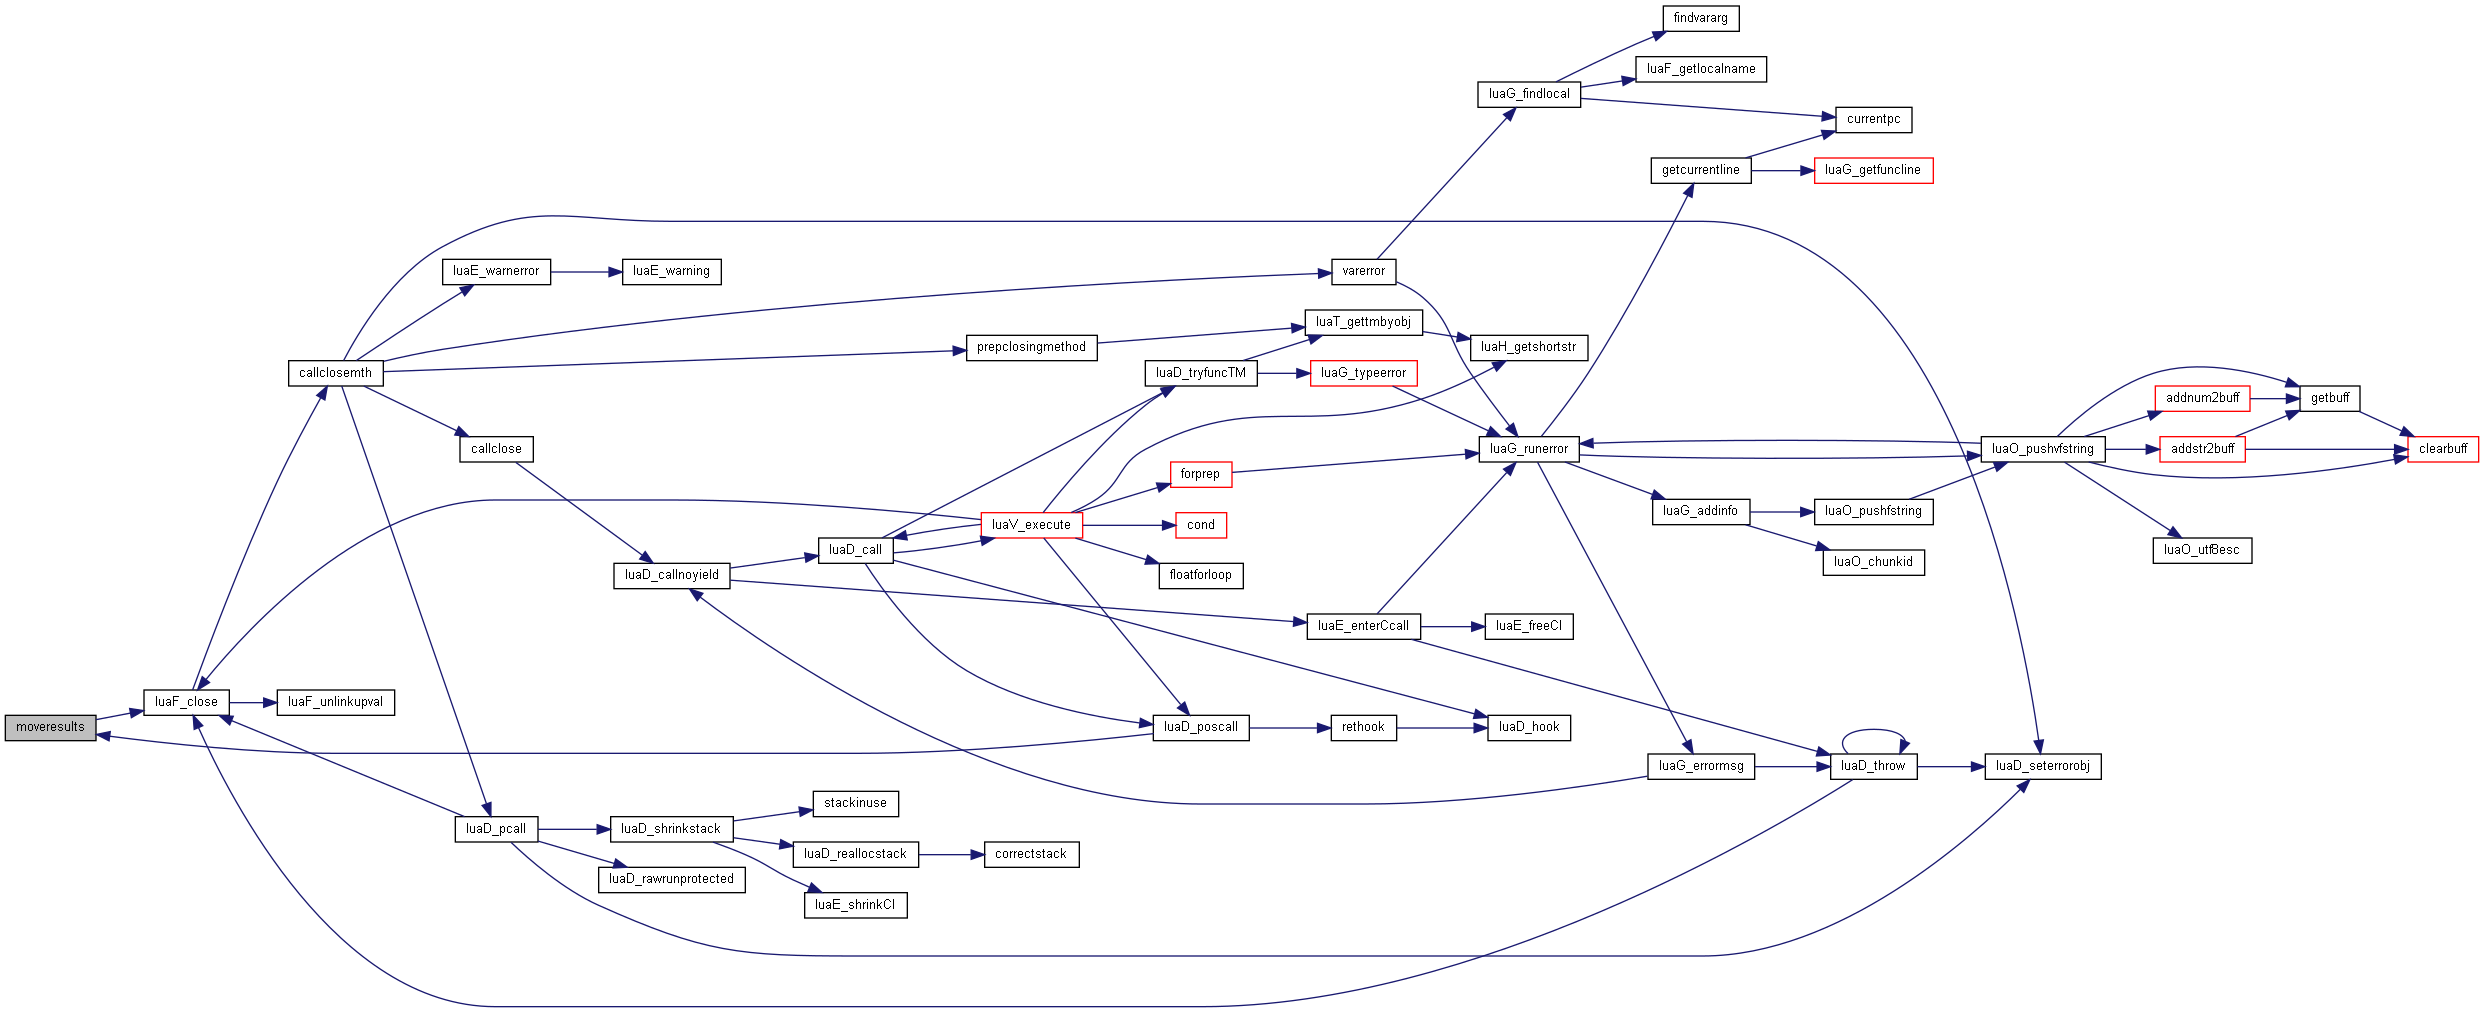 findvararg
luaF_getlocalname
luaG_findlocal
currentpc
getcurrentline
luaG_getfuncline
luaE_warnerror
luaE_warning
varerror
luaT_gettmbyobj
prepclosingmethod
luaH_getshortstr
callclosemth
luaD_tryfuncTM
luaG_typeerror
addnum2buff
getbuff
callclose
luaG_runerror
luaO_pushvfstring
addstr2buff
clearbuff
forprep
luaG_addinfo
luaO_pushfstring
luaV_execute
cond
luaD_call
luaO_utf8esc
luaO_chunkid
luaD_callnoyield
floatforloop
luaE_enterCcall
luaE_freeCI
luaF_close
luaF_unlinkupval
moveresults
luaD_poscall
rethook
luaD_hook
luaG_errormsg
luaD_throw
luaD_seterrorobj
stackinuse
luaD_pcall
luaD_shrinkstack
luaD_reallocstack
correctstack
luaD_rawrunprotected
luaE_shrinkCI